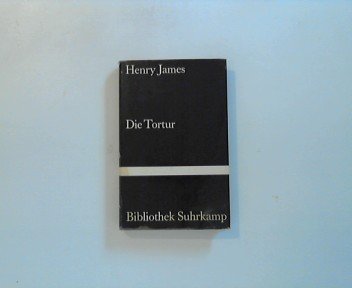 Henry James
Die Tortur
Bibliothek Suhrkamp